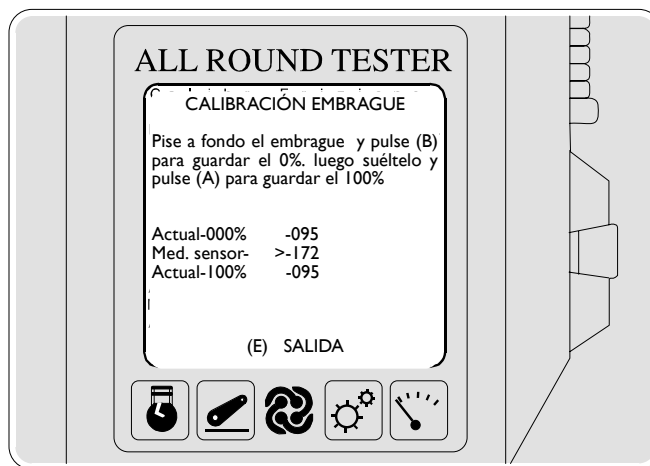 ALL ROUND TESTER
CALIBRACIÓN EMBRAGUE
Pise a fondo el embrague y pulse (B)
para guardar el 0%. luego suéltelo y
pulse (A) para guardar el 100%
Actual-000% -095
Med. sensor- >-172
Actual-100% -095
(E) SALIDA